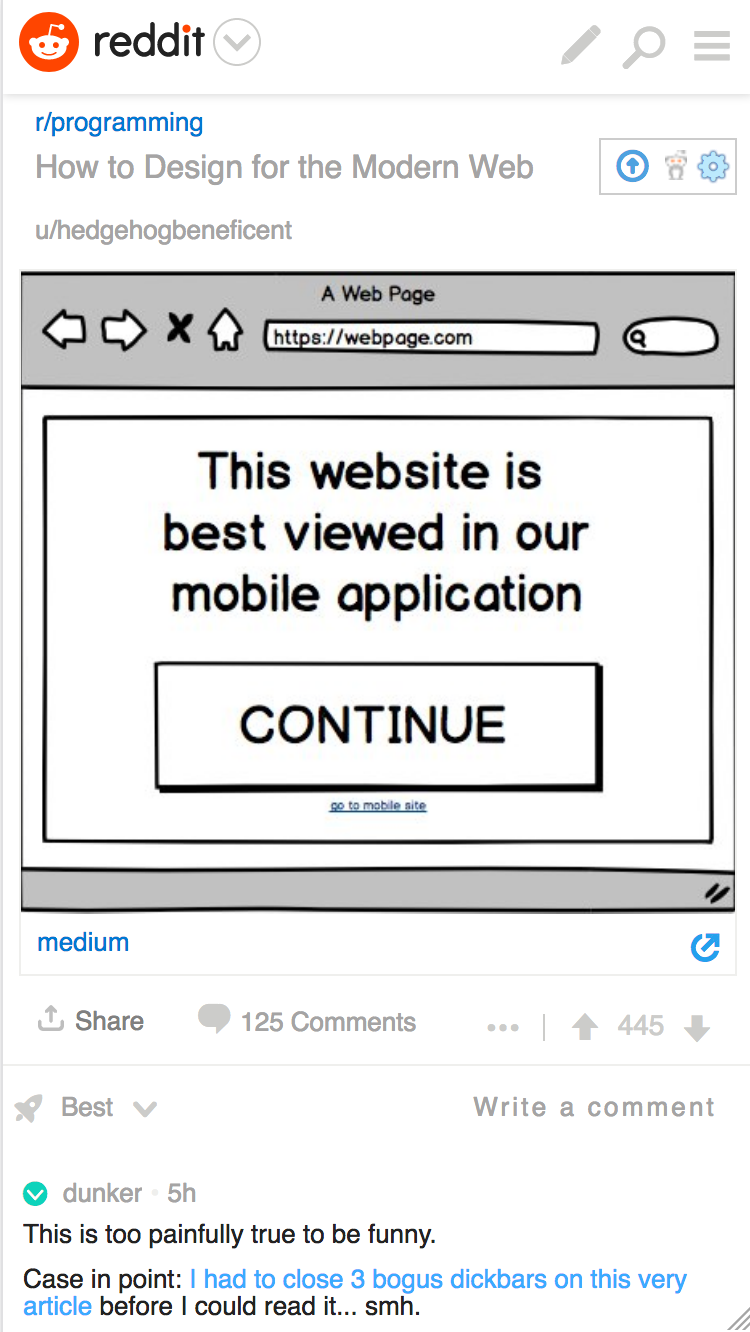 reddit
r/programming
How to Design for the Modern Web
u/hedgehogbeneficent
A Web Page
https://webpage.com
This website is
best viewed in our
mobile application
CONTINUE
go to mobile site
medium
Share
125 Comments
445
Best
Write a comment
dunker • 5h
This is too painfully true to be funny.
Case in point: I had to close 3 bogus dickbars on this very
article before I could read it... smh.